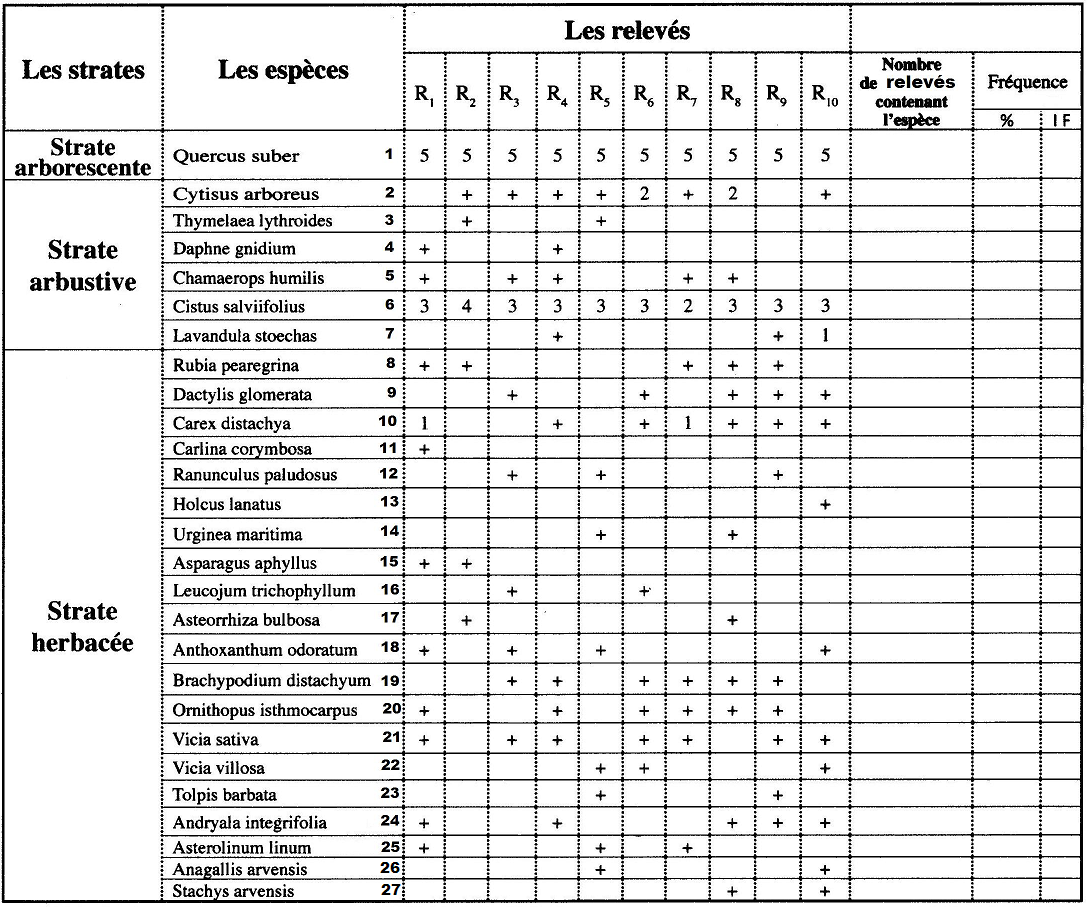 Les strates Les espèces Les relevés
R1 R2 R3 R4 R5 R6 R7 R8 R9 R10 Nombre de relevés contenant l'espèce Fréquence
% I F
Strate arborescente Quercus suber 1 5 5 5 5 5 5 5 5 5 5
Strate arbustive
Cytisus arboreus 2 + + + + 2 + 2 +
Thymelaea lythroides 3 + +
Daphne gnidium 4 + +
Chamaerops humilis 5 + + + + +
Cistus salviifolius 6 3 4 3 3 3 3 2 3 3 3
Lavandula stoechas 7 + + 1
Strate herbacée
Rubia pearegrina 8 + + + + +
Dactylis glomerata 9 + + + + +
Carex distachya 10 1 + + 1 + + +
Carlina corymbosa 11 +
Ranunculus paludosus 12 + + +
Holcus lanatus 13 +
Urginea maritima 14 + +
Asparagus aphyllus 15 + +
Leucojum trichophyllum 16 + +
Asteorrhiza bulbosa 17 + +
Anthoxanthum odoratum 18 + + + +
Brachypodium distachyum 19 + + + + + +
Ornithopus isthmocarpus 20 + + + + + +
Vicia sativa 21 + + + + + + +
Vicia villosa 22 + + +
Tolpis barbata 23 + +
Andryala integrifolia 24 + + + + +
Asterolinum linum 25 + + +
Anagallis arvensis 26 + +
Stachys arvensis 27 + +